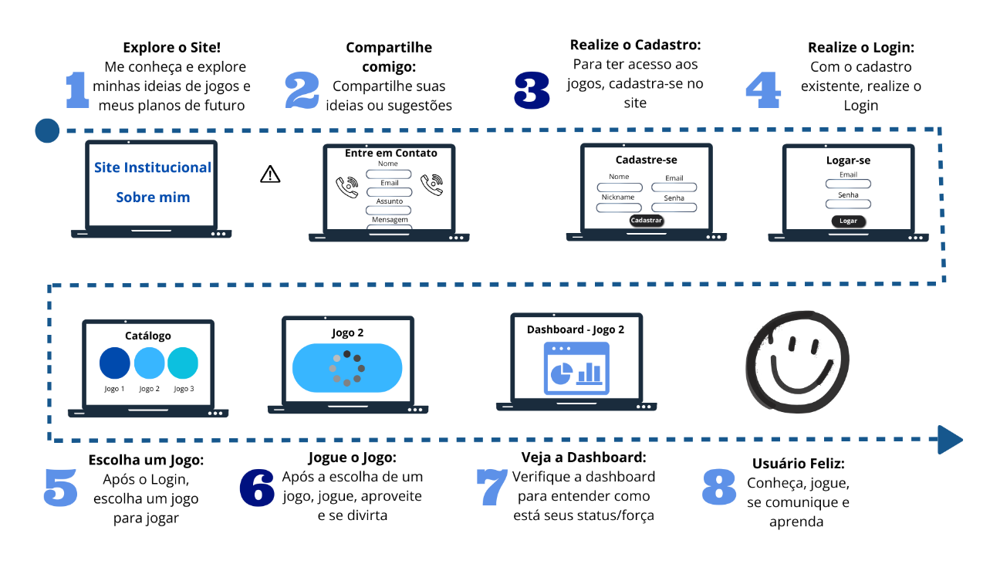 1
Explore o Site!
Me conheça e explore
minhas ideias de jogos e
meus planos de futuro
2
Compartilhe
comigo:
Compartilhe suas
ideias ou sugestões
3
Realize o Cadastro:
Para ter acesso aos
jogos, cadastra-se no
site
4
Realize o Login:
Com o cadastro
existente, realize o
Login
Site Institucional
Sobre mim
Entre em Contato
Nome
Email
Assunto
Mensagem
Cadastre-se
Nome
Email
Nickname
Senha
Cadastrar
Logar-se
Email
Senha
Logar
Catálogo
Jogo 1
Jogo 2
Jogo 3
Jogo 2
Dashboard - Jogo 2
5
Escolha um Jogo:
Após o Login,
escolha um jogo
para jogar
6
Jogue o Jogo:
Após a escolha de um
jogo, jogue, aproveite
e se divirta
7
Veja a Dashboard:
Verifique a dashboard
para entender como
está seus status/força
8
Usuário Feliz:
Conheça, jogue,
se comunique e
aprenda